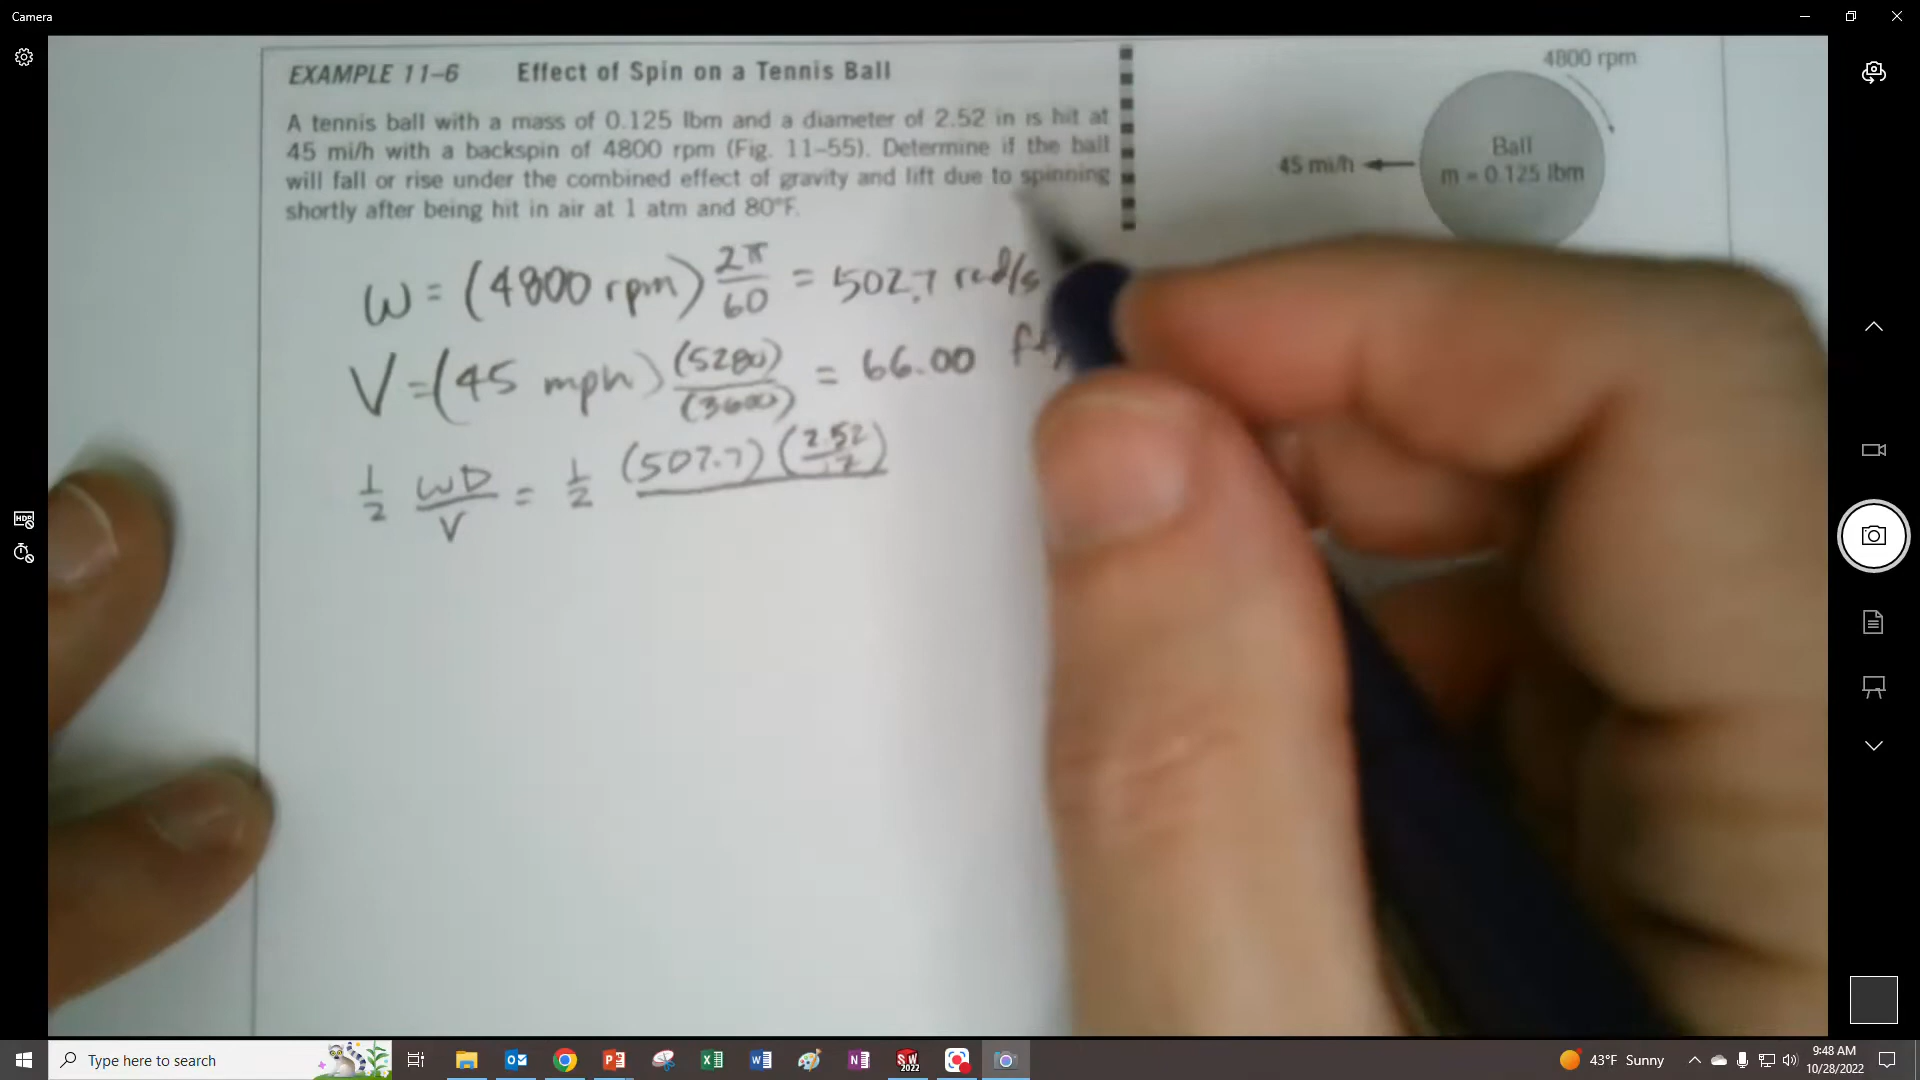 Camera
EXAMPLE 11–6 Effect of Spin on a Tennis Ball
A tennis ball with a mass of 0.125 lbm and a diameter of 2.52 in is hit at
45 mi/h with a backspin of 4800 rpm (Fig. 11–55). Determine if the ball
will fall or rise under the combined effect of gravity and lift due to spinning
shortly after being hit in air at 1 atm and 80°F.
4800 rpm
45 mi/h
Ball
m = 0.125 lbm
ω = (4800 rpm) 2π/60 = 502.7 rad/s
V = (45 mph) (5280)/(3600) = 66.00
1/2 ωD/V = 1/2 (502.7) (2.52/12)
HDR
Type here to search
SW
2022
43°F Sunny
9:48 AM
10/28/2022